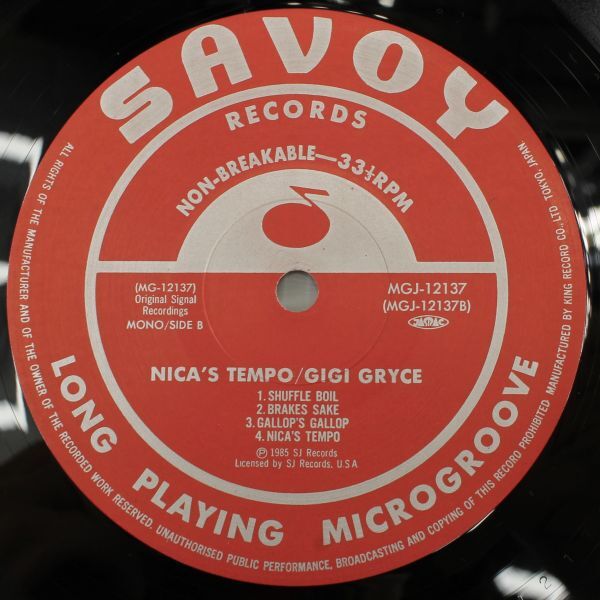 SAVOY
RECORDS
NON-BREAKABLE—33⅓RPM
(MG-12137)
Original Signal
Recordings
MONO/SIDE B
MGJ-12137
(MGJ-12137B)
JASRAC
NICA'S TEMPO/GIGI GRYCE
1. SHUFFLE BOIL
2. BRAKES SAKE
3. GALLOP'S GALLOP
4. NICA'S TEMPO
Ⓟ 1985 SJ Records
Licensed by SJ Records, U.S.A
LONG PLAYING MICROGROOVE
ALL RIGHTS OF THE MANUFACTURER AND OF THE OWNER OF THE RECORDED WORK RESERVED. UNAUTHORISED PUBLIC PERFORMANCE, BROADCASTING AND COPYING OF THIS RECORD PROHIBITED MANUFACTURED BY KING RECORD CO., LTD. TOKYO, JAPAN.